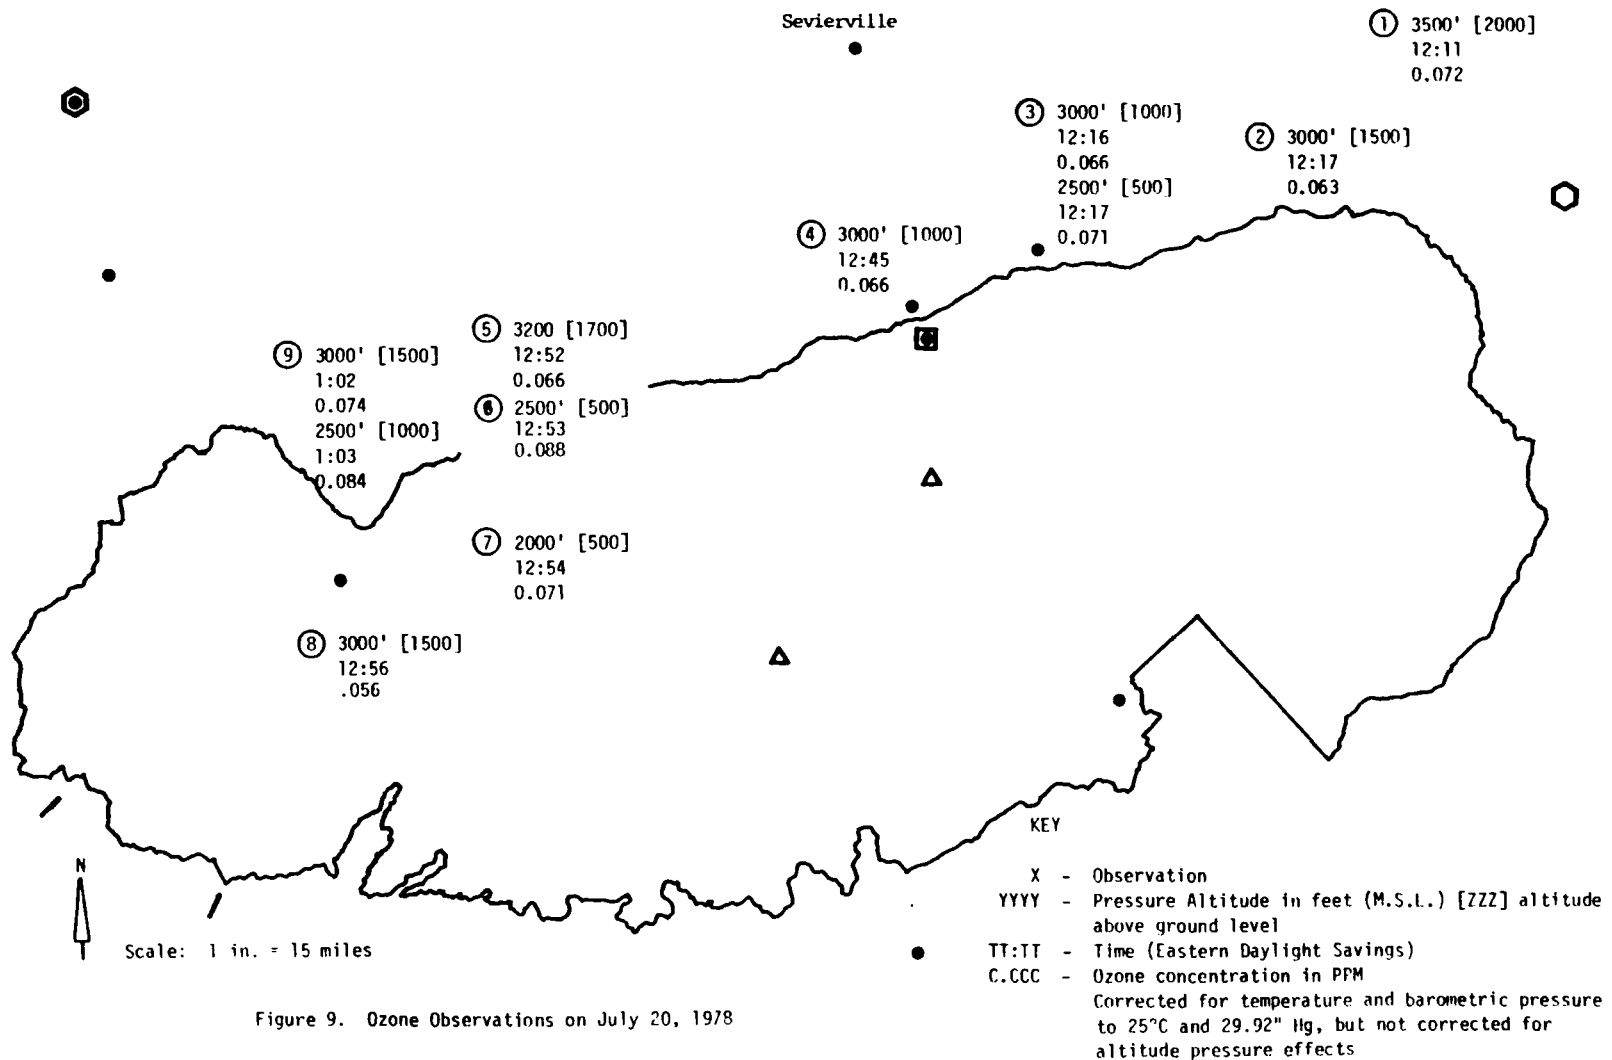 Sevierville
1 3500' [2000]
12:11
0.072
3 3000' [1000]
12:16
0.066
2500' [500]
12:17
0.071
2 3000' [1500]
12:17
0.063
4 3000' [1000]
12:45
0.066
5 3200 [1700]
12:52
0.066
6 2500' [500]
12:53
0.088
9 3000' [1500]
1:02
0.074
2500' [1000]
1:03
0.084
7 2000' [500]
12:54
0.071
8 3000' [1500]
12:56
.056
N
Scale: 1 in. = 15 miles
KEY
X - Observation
YYYY - Pressure Altitude in feet (M.S.L.) [ZZZ] altitude
above ground level
TT:TT - Time (Eastern Daylight Savings)
C.CCC - Ozone concentration in PPM
Corrected for temperature and barometric pressure
to 25°C and 29.92" Hg, but not corrected for
altitude pressure effects
Figure 9. Ozone Observations on July 20, 1978